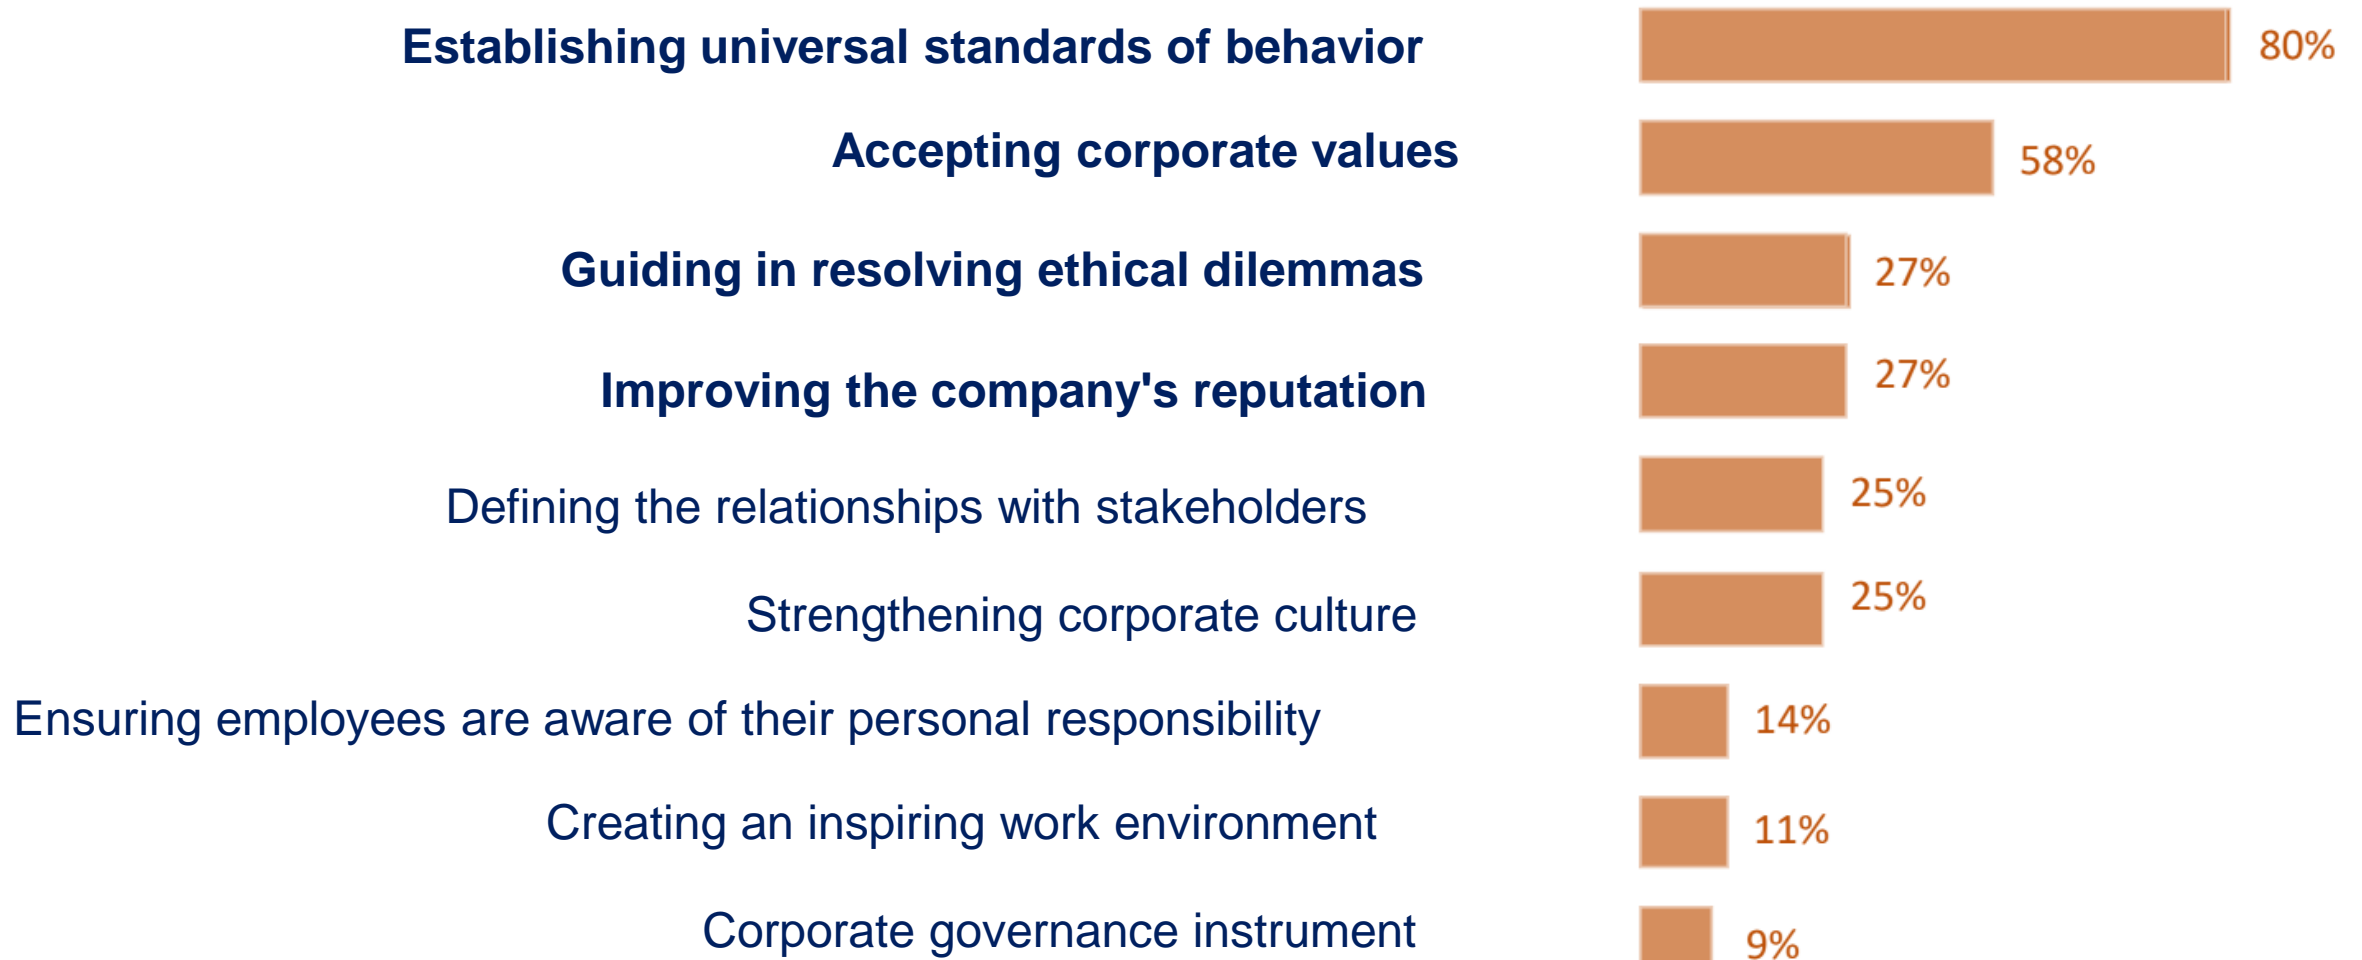 Establishing universal standards of behavior 80%
Accepting corporate values 58%
Guiding in resolving ethical dilemmas 27%
Improving the company's reputation 27%
Defining the relationships with stakeholders 25%
Strengthening corporate culture 25%
Ensuring employees are aware of their personal responsibility 14%
Creating an inspiring work environment 11%
Corporate governance instrument 9%